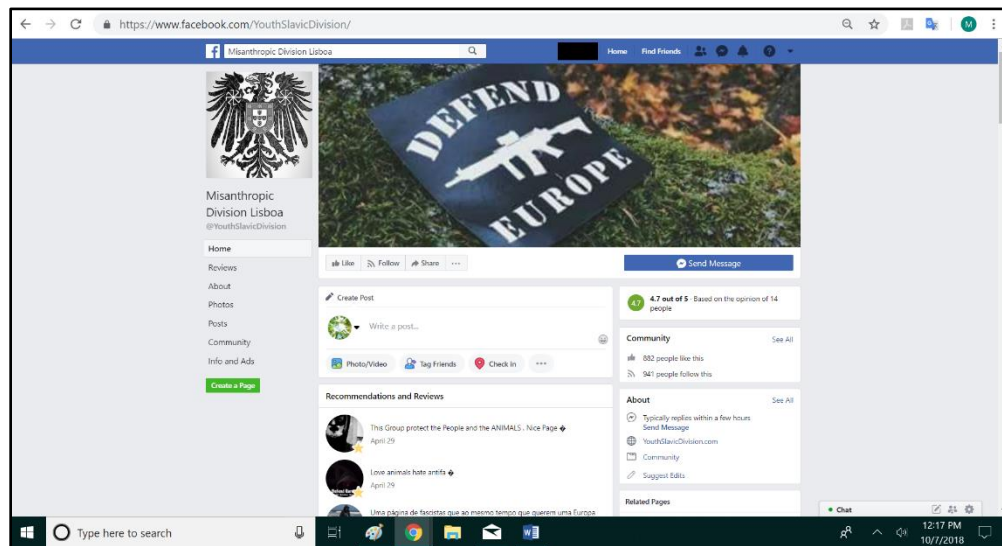 https://www.facebook.com/YouthSlavicDivision/
M
Misanthropic Division Lisboa
Home
Find Friends
DEFEND
EUROPE
Misanthropic
Division Lisboa
@YouthSlavicDivision
Home
Reviews
About
Photos
Posts
Community
Info and Ads
Create a Page
Like
Follow
Share
Send Message
Create Post
Write a post...
Photo/Video
Tag Friends
Check In
Recommendations and Reviews
This Group protect the People and the ANIMALS . Nice Page �
April 29
Love animals hate antifa �
April 29
Uma página de fascistas que ao mesmo tempo que querem uma Europa
4.7
4.7 out of 5 · Based on the opinion of 14
people
Community
See All
882 people like this
941 people follow this
About
See All
Typically replies within a few hours
Send Message
YouthSlavicDivision.com
Community
Suggest Edits
Related Pages
Chat
Type here to search
12:17 PM
10/7/2018